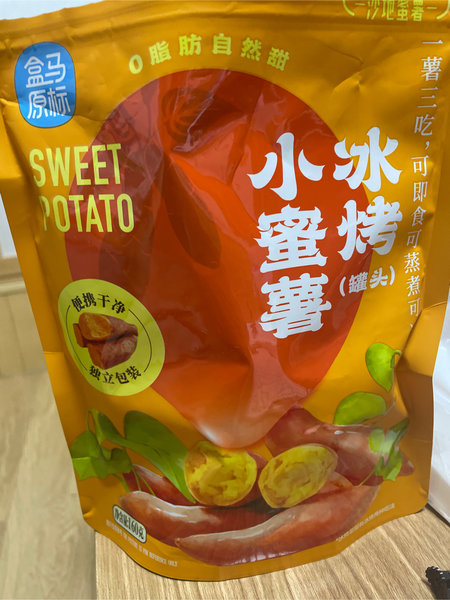 一沙地蜜薯一
盒马
原标
0脂肪自然甜
一薯三吃,可即食可蒸煮可
SWEET
POTATO
冰烤
小蜜薯
(罐头)
便携干净
独立包装